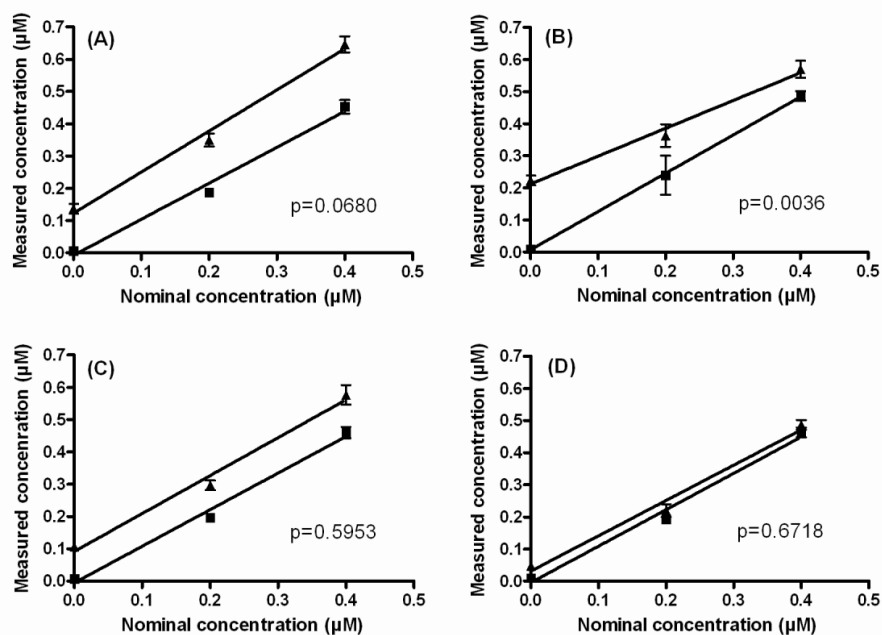 (A)
Measured concentration (µM)
0.7
0.6
0.5
0.4
0.3
0.2
0.1
0.0
p=0.0680
0.0 0.1 0.2 0.3 0.4 0.5
Nominal concentration (µM)
(B)
Measured concentration (µM)
0.7
0.6
0.5
0.4
0.3
0.2
0.1
0.0
p=0.0036
0.0 0.1 0.2 0.3 0.4 0.5
Nominal concentration (µM)
(C)
Measured concenration (µM)
0.7
0.6
0.5
0.4
0.3
0.2
0.1
0.0
p=0.5953
0.0 0.1 0.2 0.3 0.4 0.5
Nominal concentration (µM)
(D)
Measured concentration (µM)
0.7
0.6
0.5
0.4
0.3
0.2
0.1
0.0
p=0.6718
0.0 0.1 0.2 0.3 0.4 0.5
Nominal concentration (µM)